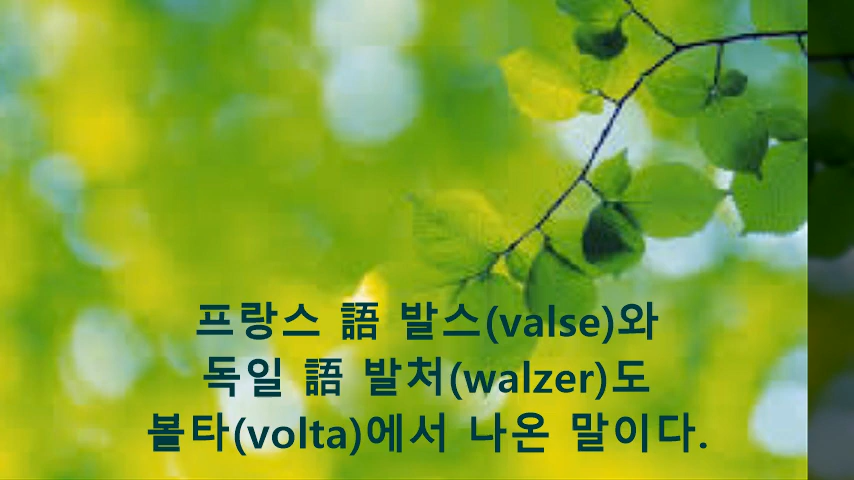 프랑스 語 발스(valse)와
독일 語 발처(walzer)도
볼타(volta)에서 나온 말이다.